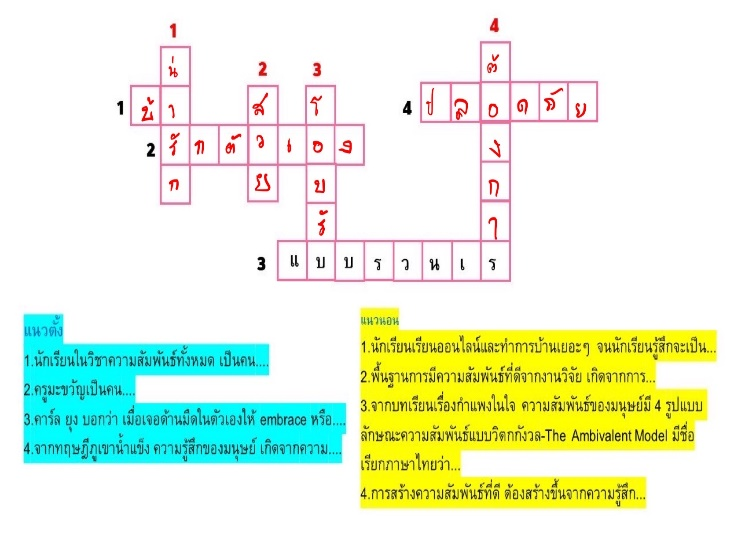 4
1
น่ 2 3 ต้
1 บ้ า ส โ 4 ป ล อ ด ภั ย
2 รั ก ตั ว เ อ ง ง
ก ย บ ก
รั า
3 แ บ บ ร ว น เ ร
แนวตั้ง
1.นักเรียนในวิชาความสัมพันธ์ทั้งหมด เป็นคน....
2.ครูมะขวัญเป็นคน....
3.คาร์ล ยุง บอกว่า เมื่อเจอด้านมืดในตัวเองให้ embrace หรือ....
4.จากทฤษฎีภูเขาน้ำแข็ง ความรู้สึกของมนุษย์ เกิดจากความ....
แนวนอน
1.นักเรียนเรียนออนไลน์และทำการบ้านเยอะๆ จนนักเรียนรู้สึกจะเป็น...
2.พื้นฐานการมีความสัมพันธ์ที่ดีจากงานวิจัย เกิดจากการ...
3.จากบทเรียนเรื่องกำแพงในใจ ความสัมพันธ์ของมนุษย์มี 4 รูปแบบ
ลักษณะความสัมพันธ์แบบวิตกกังวล-The Ambivalent Model มีชื่อ
เรียกภาษาไทยว่า...
4.การสร้างความสัมพันธ์ที่ดี ต้องสร้างขึ้นจากความรู้สึก...